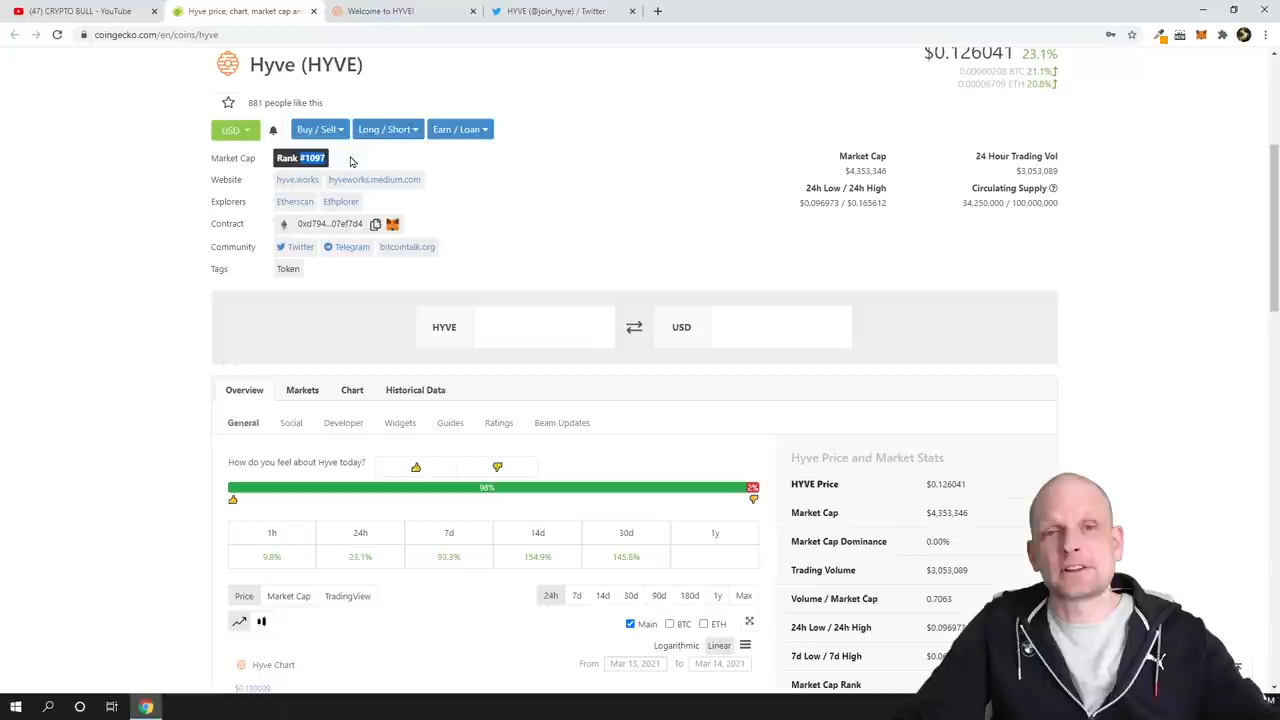 (47) CRYPTO BULL - YouTube
Hyve price, chart, market cap an
Welcome to HYVE!
HYVE (@join_hyve) / Twitter
coingecko.com/en/coins/hyve
Hyve (HYVE)
$0.126041 23.1%
0.00000208 BTC 21.1%
0.00006709 ETH 20.8%
881 people like this
USD
Buy / Sell
Long / Short
Earn / Loan
Market Cap
Rank #1097
Website
hyve.works
hyveworks.medium.com
Explorers
Etherscan
Ethplorer
Contract
0xd794...07ef7d4
Community
Twitter
Telegram
bitcointalk.org
Tags
Token
Market Cap
$4,353,346
24 Hour Trading Vol
$3,053,089
24h Low / 24h High
$0.096973 / $0.165612
Circulating Supply
34,250,000 / 100,000,000
HYVE
USD
Overview
Markets
Chart
Historical Data
General
Social
Developer
Widgets
Guides
Ratings
Beam Updates
How do you feel about Hyve today?
98%
2%
1h 24h 7d 14d 30d 1y
9.8% 23.1% 93.3% 154.9% 145.8%
Price
Market Cap
TradingView
24h 7d 14d 30d 90d 180d 1y Max
Main BTC ETH
Logarithmic Linear
Hyve Chart
From Mar 13, 2021 To Mar 14, 2021
Hyve Price and Market Stats
HYVE Price $0.126041
Market Cap $4,353,346
Market Cap Dominance 0.00%
Trading Volume $3,053,089
Volume / Market Cap 0.7063
24h Low / 24h High $0.096973
7d Low / 7d High
Market Cap Rank